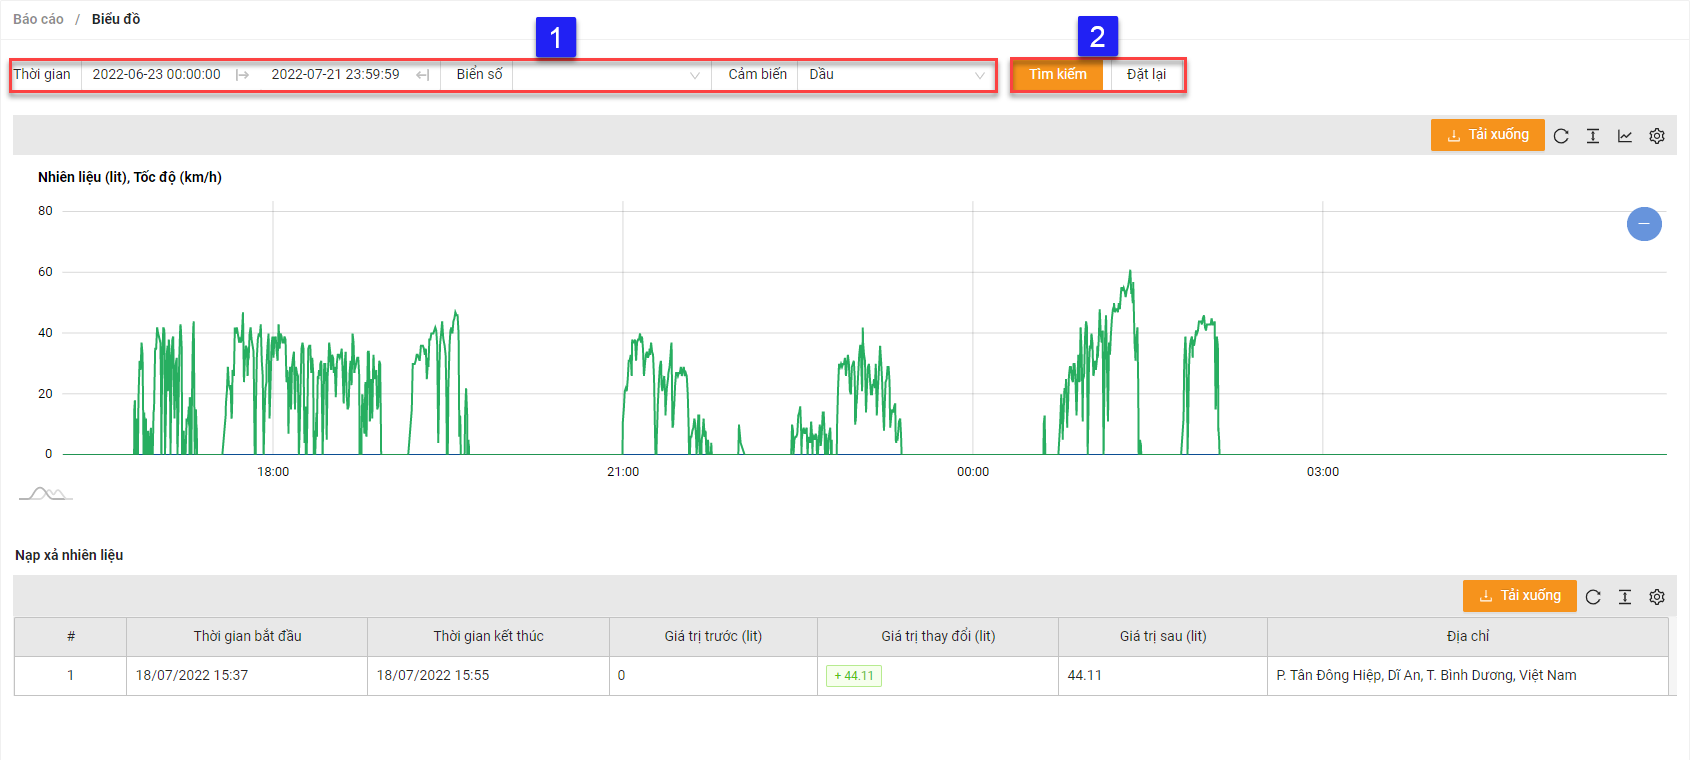 Báo cáo / Biểu đồ
1
2
Thời gian 2022-06-23 00:00:00 2022-07-21 23:59:59 Biển số Cảm biến Dầu Tìm kiếm Đặt lại
Tải xuống
Nhiên liệu (lit), Tốc độ (km/h)
80
60
40
20
0
18:00 21:00 00:00 03:00
Nạp xả nhiên liệu
Tải xuống
# Thời gian bắt đầu Thời gian kết thúc Giá trị trước (lit) Giá trị thay đổi (lit) Giá trị sau (lit) Địa chỉ
1 18/07/2022 15:37 18/07/2022 15:55 0 + 44.11 44.11 P. Tân Đông Hiệp, Dĩ An, T. Bình Dương, Việt Nam